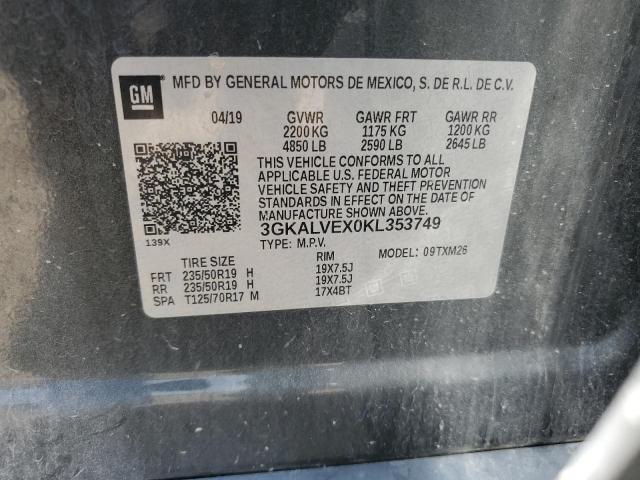 GM MFD BY GENERAL MOTORS DE MEXICO, S. DE R.L. DE C.V.
04/19 GVWR GAWR FRT GAWR RR
2200 KG 1175 KG 1200 KG
4850 LB 2590 LB 2645 LB
THIS VEHICLE CONFORMS TO ALL
APPLICABLE U.S. FEDERAL MOTOR
VEHICLE SAFETY AND THEFT PREVENTION
STANDARDS IN EFFECT ON THE DATE OF
MANUFACTURE SHOWN ABOVE.
3GKALVEX0KL353749
139X
TYPE: M.P.V. MODEL: 09TXM26
TIRE SIZE RIM
FRT 235/50R19 H 19X7.5J
RR 235/50R19 H 19X7.5J
SPA T125/70R17 M 17X4BT